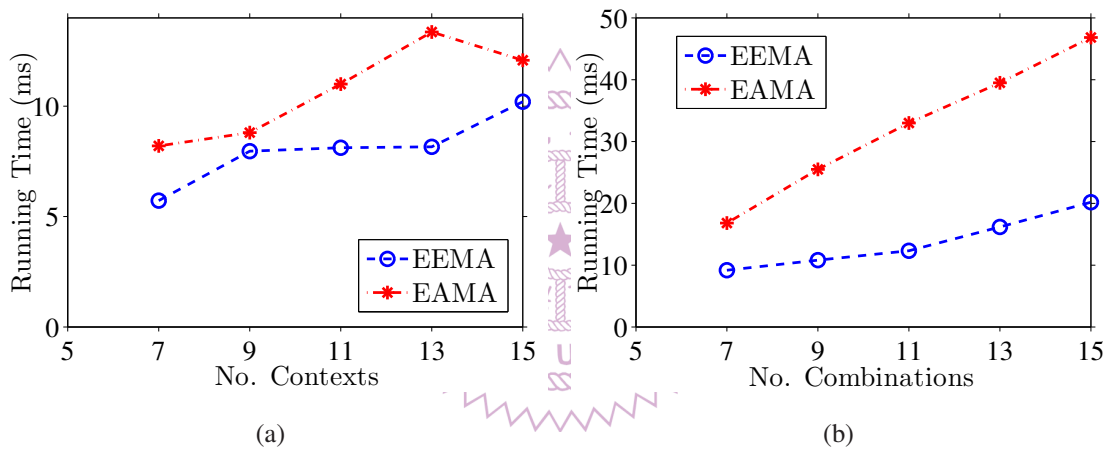 Running Time (ms)
10
5
0
EEMA
EAMA
5 7 9 11 13 15
No. Contexts
(a)
Running Time (ms)
50
40
30
20
10
0
EEMA
EAMA
5 7 9 11 13 15
No. Combinations
(b)